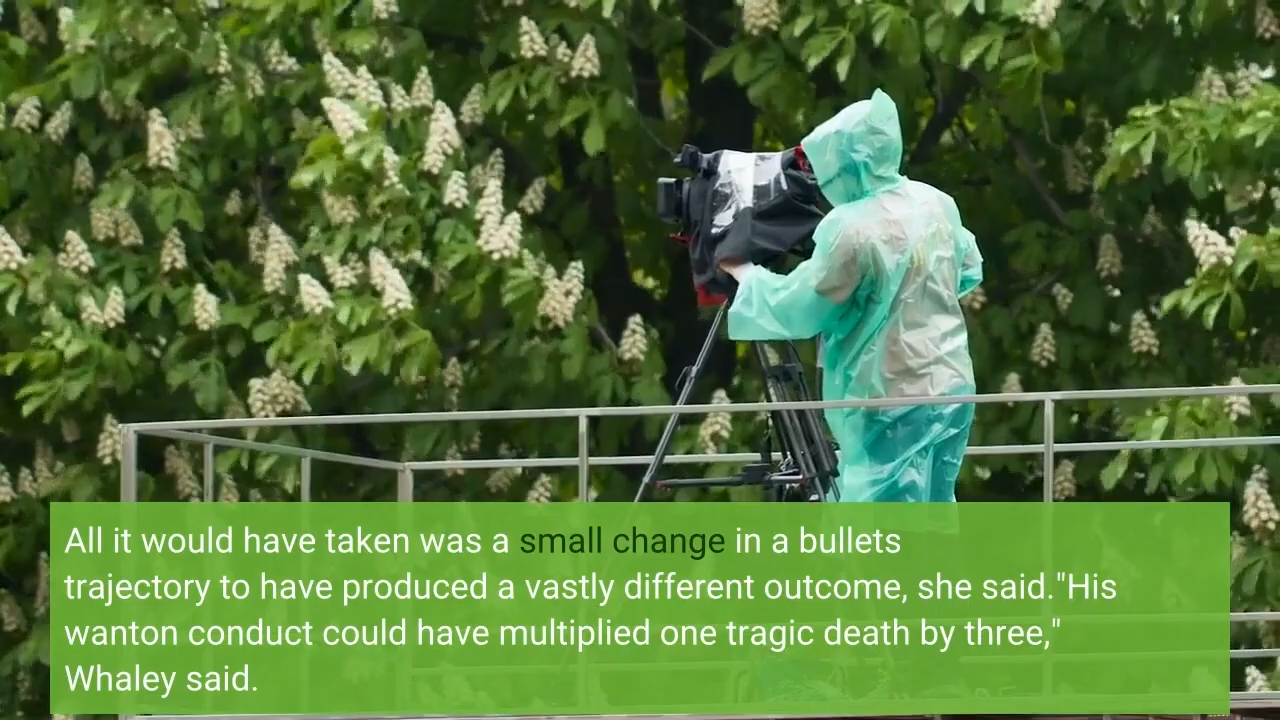 All it would have taken was a small change in a bullets
trajectory to have produced a vastly different outcome, she said."His
wanton conduct could have multiplied one tragic death by three,"
Whaley said.